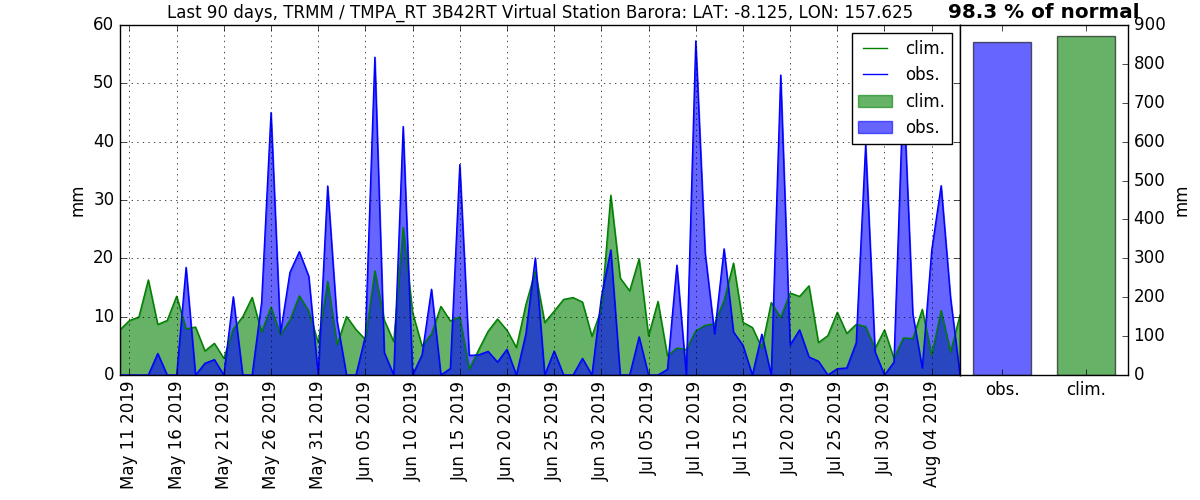 Last 90 days, TRMM / TMPA_RT 3B42RT Virtual Station Barora: LAT: -8.125, LON: 157.625
98.3 % of normal
60
50
40
30
20
10
0
mm
clim.
obs.
clim.
obs.
900
800
700
600
500
400
300
200
100
0
mm
May 11 2019
May 16 2019
May 21 2019
May 26 2019
May 31 2019
Jun 05 2019
Jun 10 2019
Jun 15 2019
Jun 20 2019
Jun 25 2019
Jun 30 2019
Jul 05 2019
Jul 10 2019
Jul 15 2019
Jul 20 2019
Jul 25 2019
Jul 30 2019
Aug 04 2019
obs.
clim.